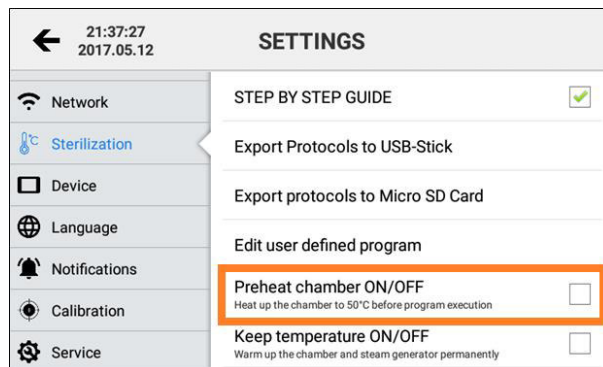 21:37:27
2017.05.12
SETTINGS
Network
Sterilization
Device
Language
Notifications
Calibration
Service
STEP BY STEP GUIDE
Export Protocols to USB-Stick
Export protocols to Micro SD Card
Edit user defined program
Preheat chamber ON/OFF
Heat up the chamber to 50°C before program execution
Keep temperature ON/OFF
Warm up the chamber and steam generator permanently